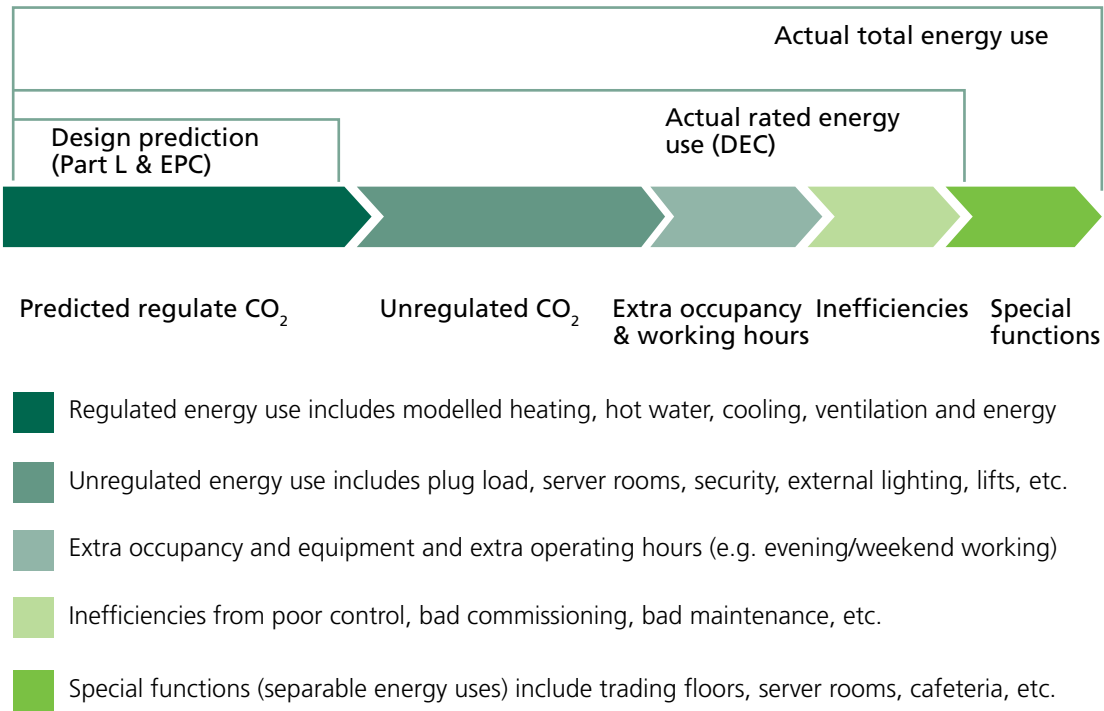 Actual total energy use
Actual rated energy
use (DEC)
Design prediction
(Part L & EPC)
Predicted regulate CO₂
Unregulated CO₂
Extra occupancy
& working hours
Inefficiencies
Special
functions
Regulated energy use includes modelled heating, hot water, cooling, ventilation and energy
Unregulated energy use includes plug load, server rooms, security, external lighting, lifts, etc.
Extra occupancy and equipment and extra operating hours (e.g. evening/weekend working)
Inefficiencies from poor control, bad commissioning, bad maintenance, etc.
Special functions (separable energy uses) include trading floors, server rooms, cafeteria, etc.